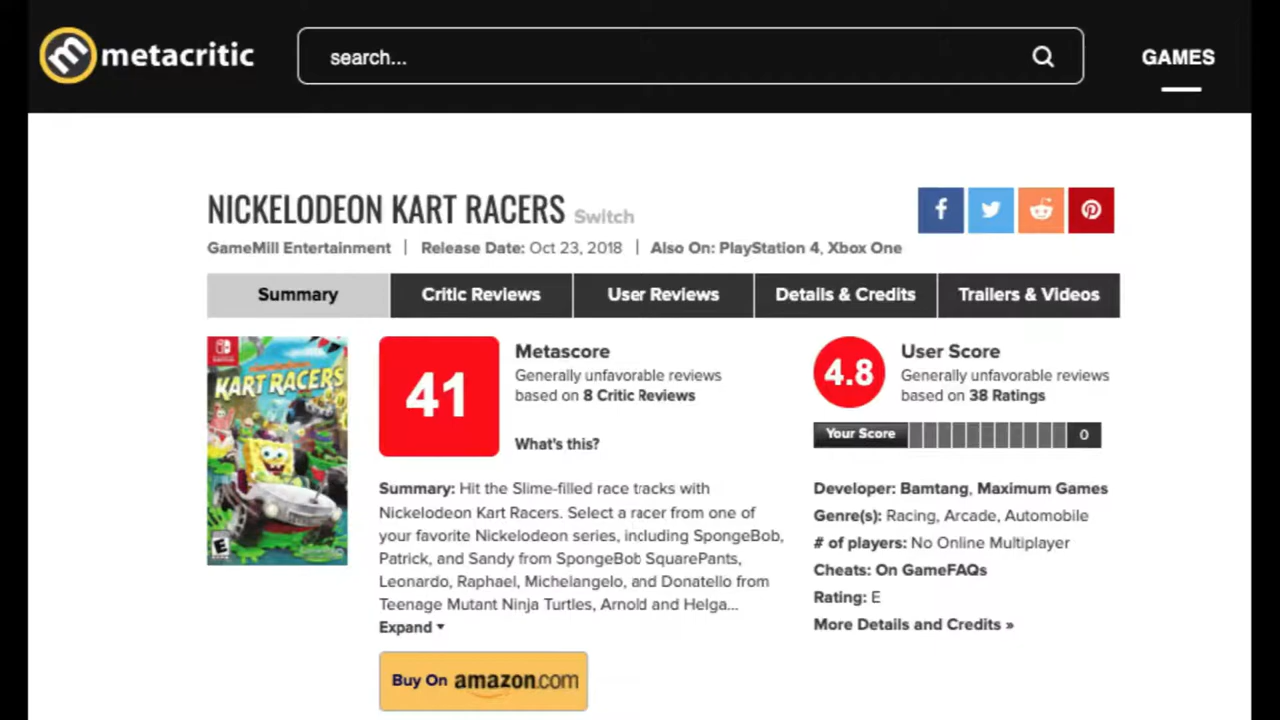 metacritic
search...
GAMES
NICKELODEON KART RACERS Switch
GameMill Entertainment | Release Date: Oct 23, 2018 | Also On: PlayStation 4, Xbox One
Summary
Critic Reviews
User Reviews
Details & Credits
Trailers & Videos
KART RACERS
E
41
Metascore
Generally unfavorable reviews
based on 8 Critic Reviews
What's this?
4.8
User Score
Generally unfavorable reviews
based on 38 Ratings
Your Score
0
Summary: Hit the Slime-filled race tracks with
Nickelodeon Kart Racers. Select a racer from one of
your favorite Nickelodeon series, including SpongeBob,
Patrick, and Sandy from SpongeBob SquarePants,
Leonardo, Raphael, Michelangelo, and Donatello from
Teenage Mutant Ninja Turtles, Arnold and Helga...
Expand
Buy On amazon.com
Developer: Bamtang, Maximum Games
Genre(s): Racing, Arcade, Automobile
# of players: No Online Multiplayer
Cheats: On GameFAQs
Rating: E
More Details and Credits »